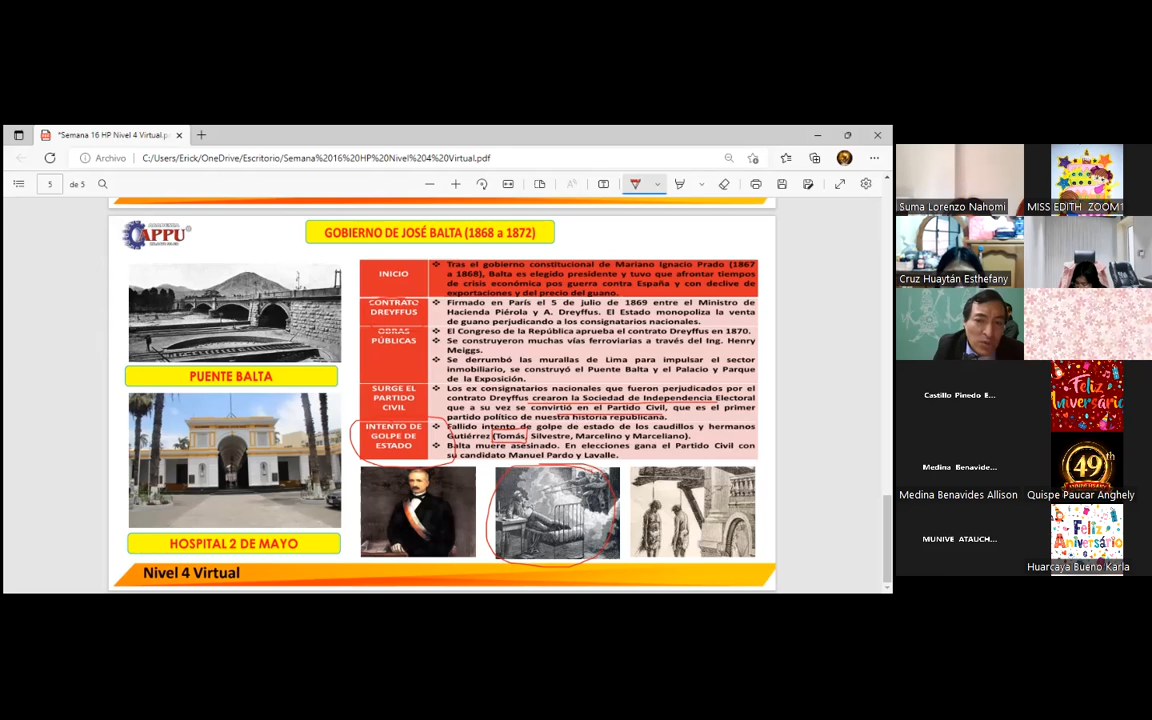 *Semana 16 HP Nivel 4 Virtual.p
Archivo
C:/Users/Erick/OneDrive/Escritorio/Semana%2016%20HP%20Nivel%204%20Virtual.pdf
5
de 5
APPU
GOBIERNO DE JOSÉ BALTA (1868 a 1872)
PUENTE BALTA
HOSPITAL 2 DE MAYO
INICIO
Tras el gobierno constitucional de Mariano Ignacio Prado (1867
a 1868), Balta es elegido presidente y tuvo que afrontar tiempos
de crisis económica pos guerra contra España y con declive de
exportaciones y del precio del guano.
CONTRATO
DREYFFUS
Firmado en París el 5 de julio de 1869 entre el Ministro de
Hacienda Piérola y A. Dreyffus. El Estado monopoliza la venta
de guano perjudicando a los consignatarios nacionales.
OBRAS
PÚBLICAS
El Congreso de la República aprueba el contrato Dreyffus en 1870.
Se construyeron muchas vías ferroviarias a través del Ing. Henry
Meiggs.
Se derrumbó las murallas de Lima para impulsar el sector
inmobiliario, se construyó el Puente Balta y el Palacio y Parque
de la Exposición.
SURGE EL
PARTIDO
CIVIL
Los ex consignatarios nacionales que fueron perjudicados por el
contrato Dreyffus crearon la Sociedad de Independencia Electoral
que a su vez se convirtió en el Partido Civil, que es el primer
partido político de nuestra historia republicana.
INTENTO DE
GOLPE DE
ESTADO
Fallido intento de golpe de estado de los caudillos y hermanos
Gutiérrez (Tomás, Silvestre, Marcelino y Marceliano).
Balta muere asesinado. En elecciones gana el Partido Civil con
su candidato Manuel Pardo y Lavalle.
Nivel 4 Virtual
Suma Lorenzo Nahomi
MISS EDITH ZOOM1
Cruz Huaytán Esthefany
Castillo Pinedo E...
Feliz
Aniversário
Medina Benavide...
Medina Benavides Allison
49th
ANNIVERSARY
Quispe Paucar Anghely
MUNIVE ATAUCH...
Feliz
Aniversário
Huarcaya Bueno Karla